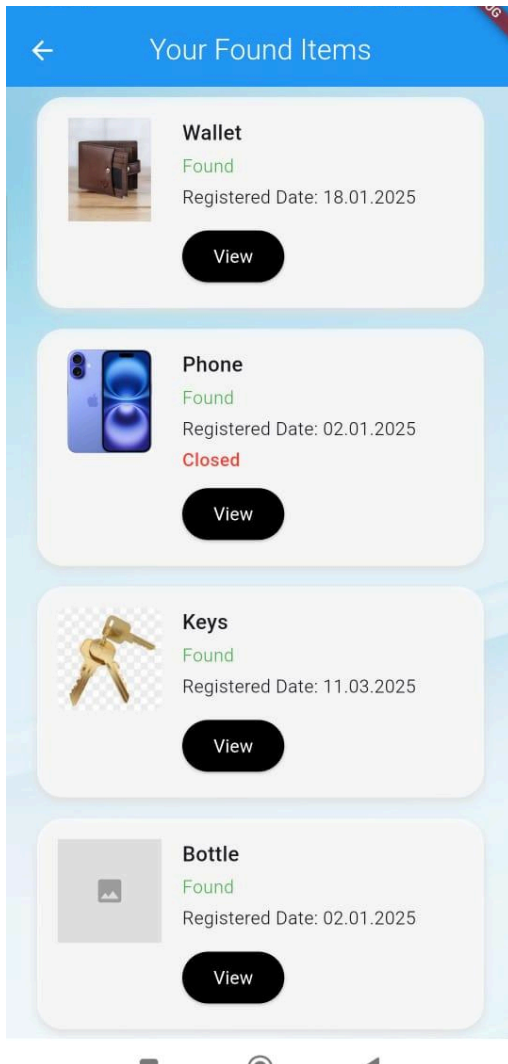 Your Found Items
Wallet
Found
Registered Date: 18.01.2025
View
Phone
Found
Registered Date: 02.01.2025
Closed
View
Keys
Found
Registered Date: 11.03.2025
View
Bottle
Found
Registered Date: 02.01.2025
View